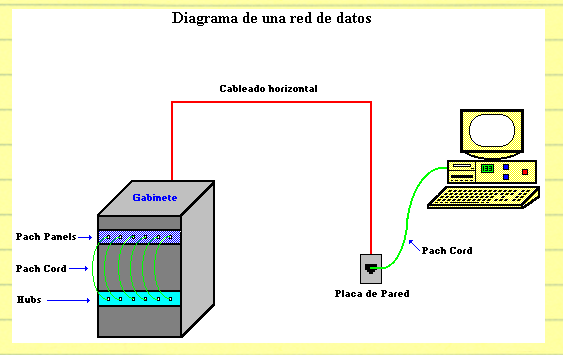 Diagrama de una red de datos
Cableado horizontal
Gabinete
Pach Panels
Pach Cord
Hubs
Placa de Pared
Pach Cord